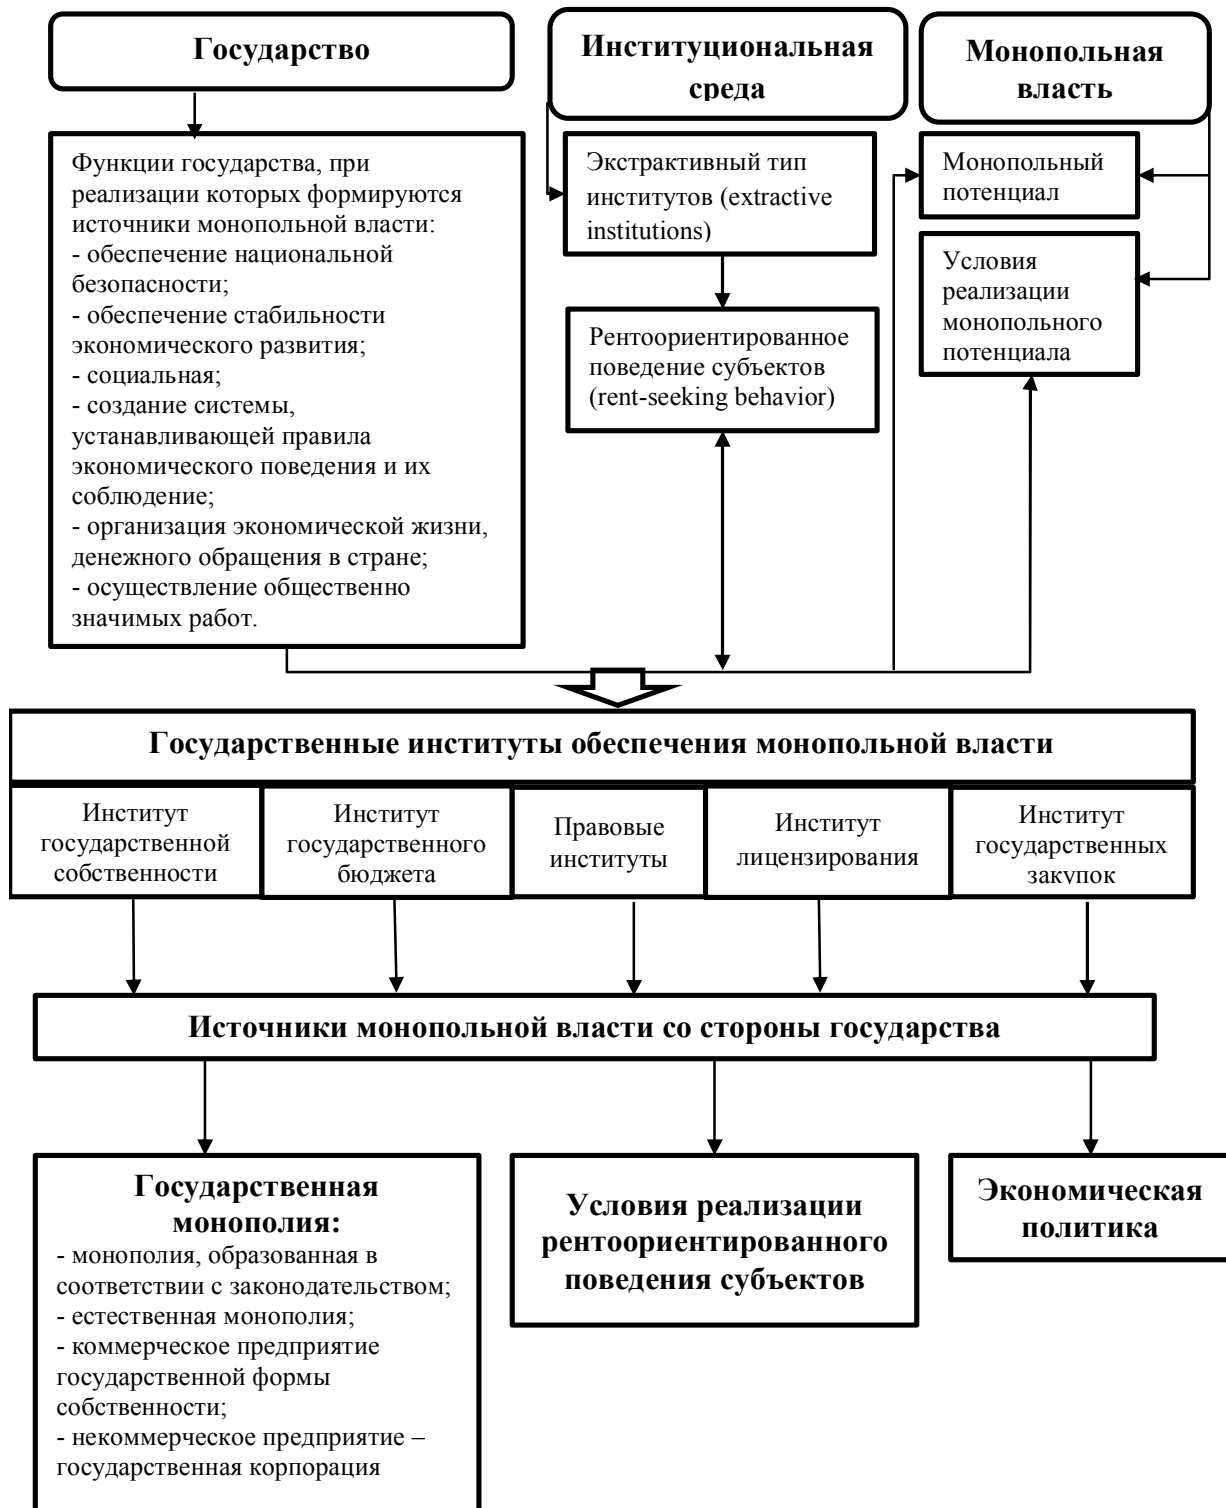 Государство
Институциональная
среда
Монопольная
власть
Функции государства, при
реализации которых формируются
источники монопольной власти:
- обеспечение национальной
безопасности;
- обеспечение стабильности
экономического развития;
- социальная;
- создание системы,
устанавливающей правила
экономического поведения и их
соблюдение;
- организация экономической жизни,
денежного обращения в стране;
- осуществление общественно
значимых работ.
Экстрактивный тип
институтов (extractive
institutions)
Рентоориентированное
поведение субъектов
(rent-seeking behavior)
Монопольный
потенциал
Условия
реализации
монопольного
потенциала
Государственные институты обеспечения монопольной власти
Институт
государственной
собственности
Институт
государственного
бюджета
Правовые
институты
Институт
лицензирования
Институт
государственных
закупок
Источники монопольной власти со стороны государства
Государственная
монополия:
- монополия, образованная в
соответствии с законодательством;
- естественная монополия;
- коммерческое предприятие
государственной формы
собственности;
- некоммерческое предприятие –
государственная корпорация
Условия реализации
рентоориентированного
поведения субъектов
Экономическая
политика